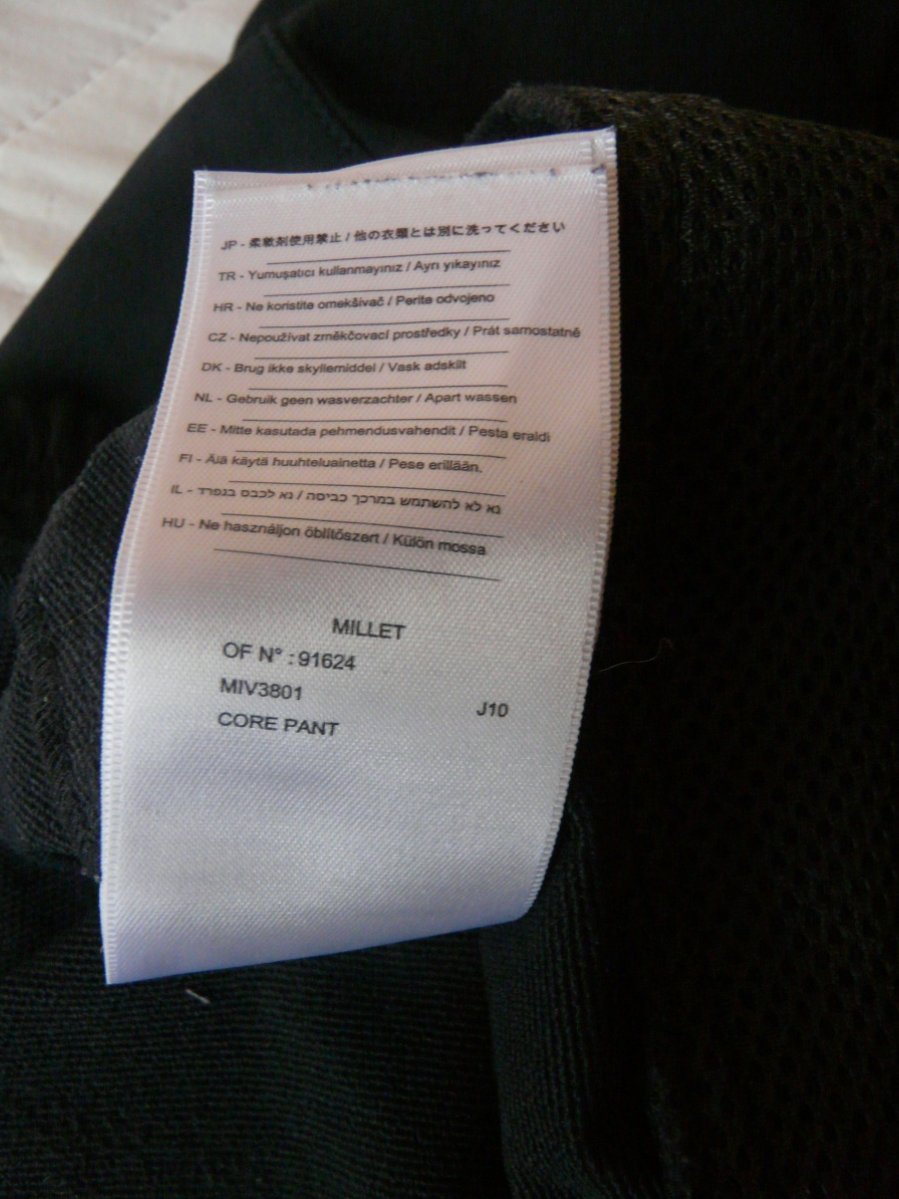 JP - 柔軟剤使用禁止 / 他の衣類とは別に洗ってください
TR - Yumuşatıcı kullanmayınız / Ayrı yıkayınız
HR - Ne koristite omekšivač / Perite odvojeno
CZ - Nepoužívat změkčovací prostředky / Prát samostatně
DK - Brug ikke skyllemiddel / Vask adskilt
NL - Gebruik geen wasverzachter / Apart wassen
EE - Mitte kasutada pehmendusvahendit / Pesta eraldi
FI - Älä käytä huuhteluainetta / Pese erillään.
IL - נא לא להשתמש במרכך כביסה / נא לכבס בנפרד
HU - Ne használjon öblítőszert / Külön mossa
MILLET
OF N° : 91624
MIV3801
J10
CORE PANT